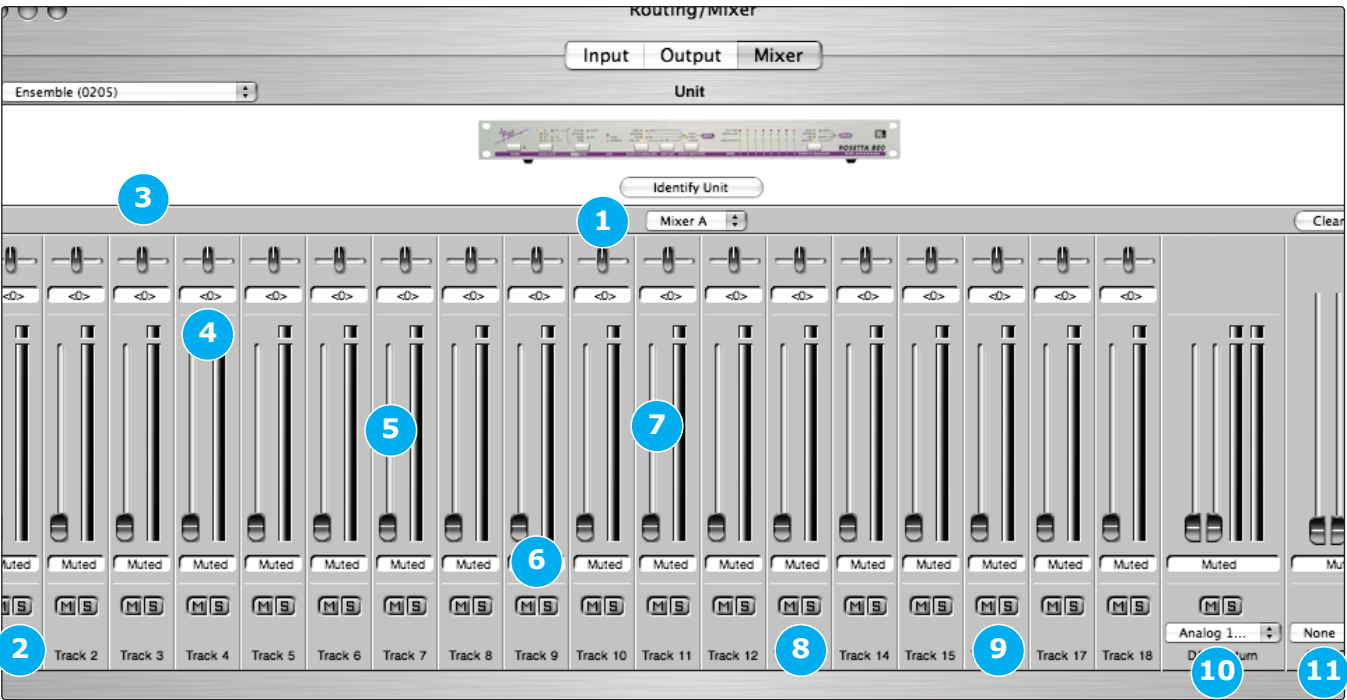 Routing/Mixer
Input Output Mixer
Ensemble (0205)
Unit
ROSETTA 800
Identify Unit
3
1
Mixer A
Clear
<0> <0> <0> <0> <0> <0> <0> <0> <0> <0> <0> <0> <0> <0> <0> <0> <0> <0>
4
5
7
6
Muted Muted Muted Muted Muted Muted Muted Muted Muted Muted Muted Muted Muted Muted Muted Muted Muted Mu
M S M S M S M S M S M S M S M S M S M S M S M S M S M S M S M S M S M S M S
Analog 1... None
2 Track 2 Track 3 Track 4 Track 5 Track 6 Track 7 Track 8 Track 9 Track 10 Track 11 Track 12 8 Track 14 Track 15 9 Track 17 Track 18
10 11